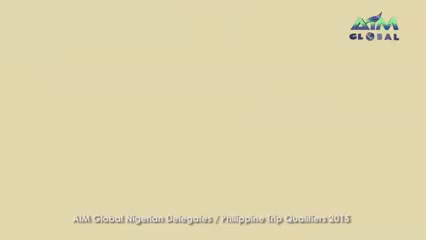 AIM
GLOBAL
AIM Global Nigerian Delegates / Philippine Trip Qualifiers 2015